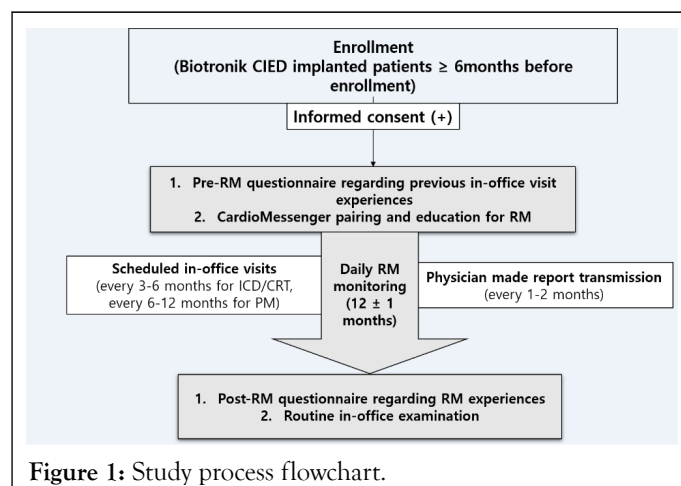 Enrollment
(Biotronik CIED implanted patients ≥ 6months before
enrollment)
Informed consent (+)
1. Pre-RM questionnaire regarding previous in-office visit
experiences
2. CardioMessenger pairing and education for RM
Scheduled in-office visits
(every 3-6 months for ICD/CRT,
every 6-12 months for PM)
Daily RM
monitoring
(12 ± 1
months)
Physician made report transmission
(every 1-2 months)
1. Post-RM questionnaire regarding RM experiences
2. Routine in-office examination
Figure 1: Study process flowchart.